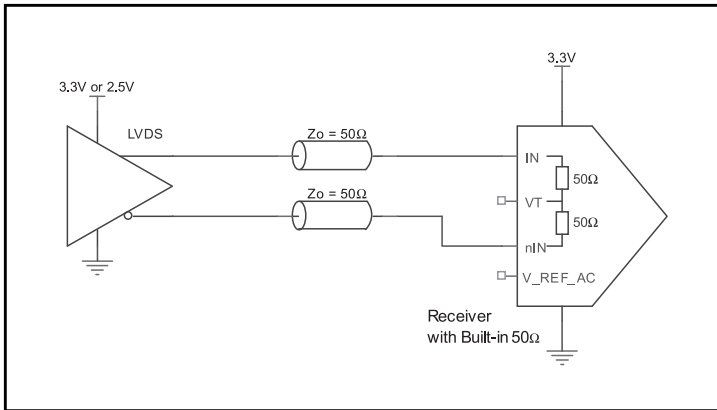 3.3V
3.3V or 2.5V
LVDS
Zo = 50Ω
IN
50Ω
Zo = 50Ω
VT
50Ω
nIN
V_REF_AC
Receiver
with Built-in 50Ω